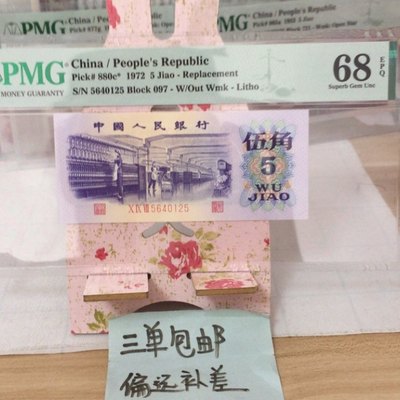 PMG
China / People's Republic
Pick# 880c* 1972 5 Jiao - Replacement
S/N 5640125 Block 097 - W/Out Wmk - Litho
MONEY GUARANTY
68 EPQ
Superb Gem Unc
中國人民銀行
伍角
5
WU
JIAO
5640125
三单包邮
偏远补差